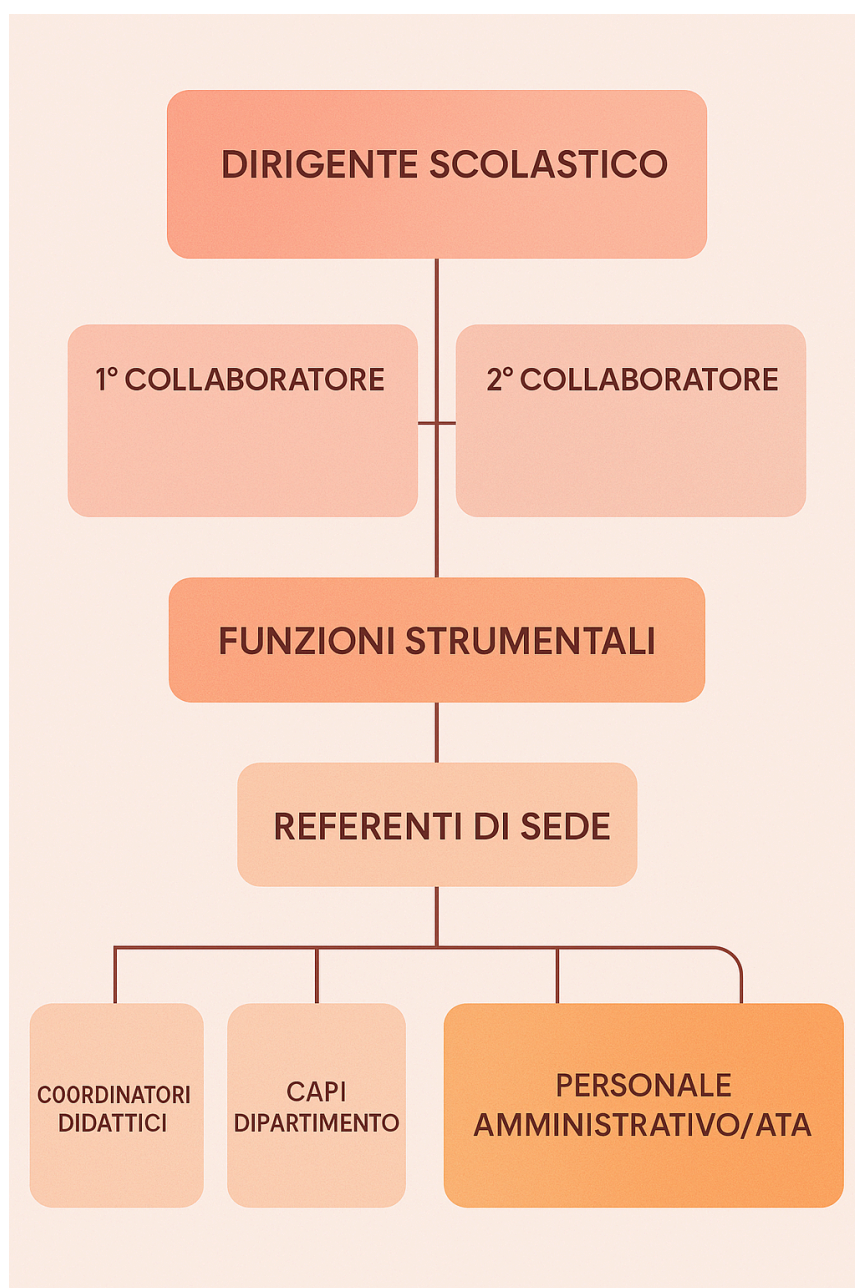 DIRIGENTE SCOLASTICO
1° COLLABORATORE
2° COLLABORATORE
FUNZIONI STRUMENTALI
REFERENTI DI SEDE
COORDINATORI
DIDATTICI
CAPI
DIPARTIMENTO
PERSONALE
AMMINISTRATIVO/ATA